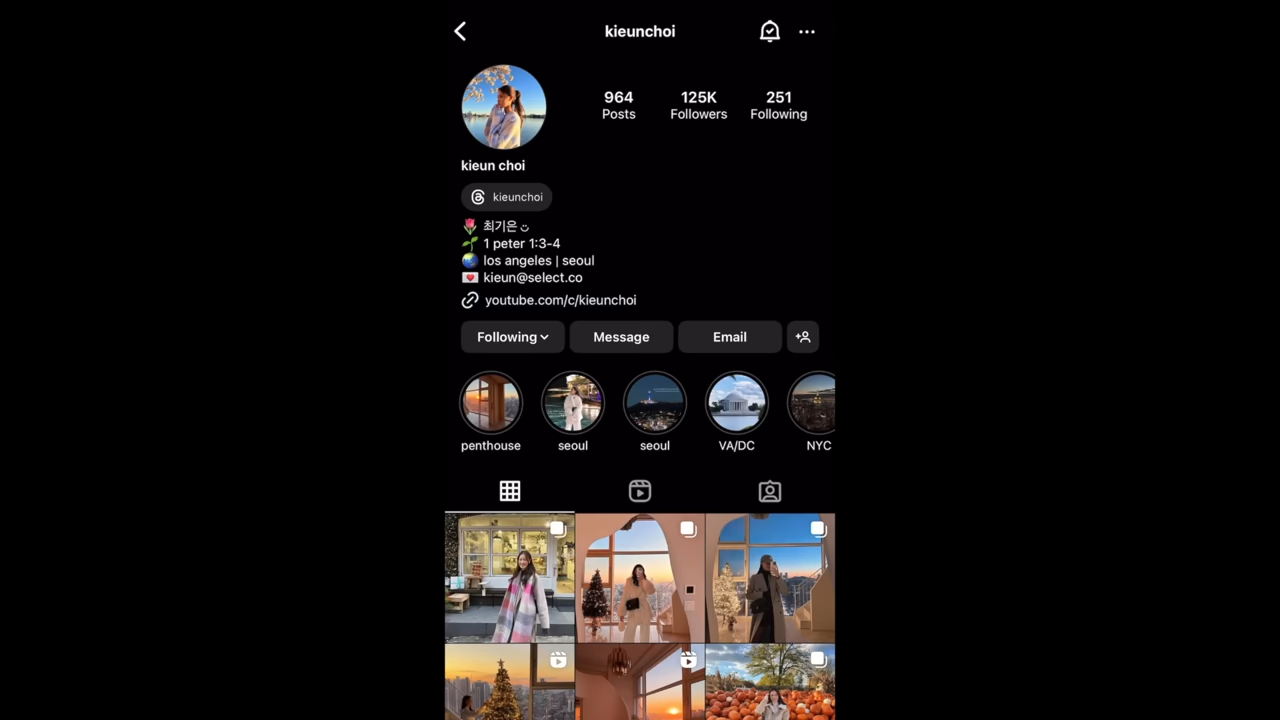 kieunchoi
964 125K 251
Posts Followers Following
kieun choi
kieunchoi
🌷 최기은 ن̈
🌱 1 peter 1:3-4
🌏 los angeles | seoul
💌 kieun@select.co
youtube.com/c/kieunchoi
Following Message Email
penthouse seoul seoul VA/DC NYC